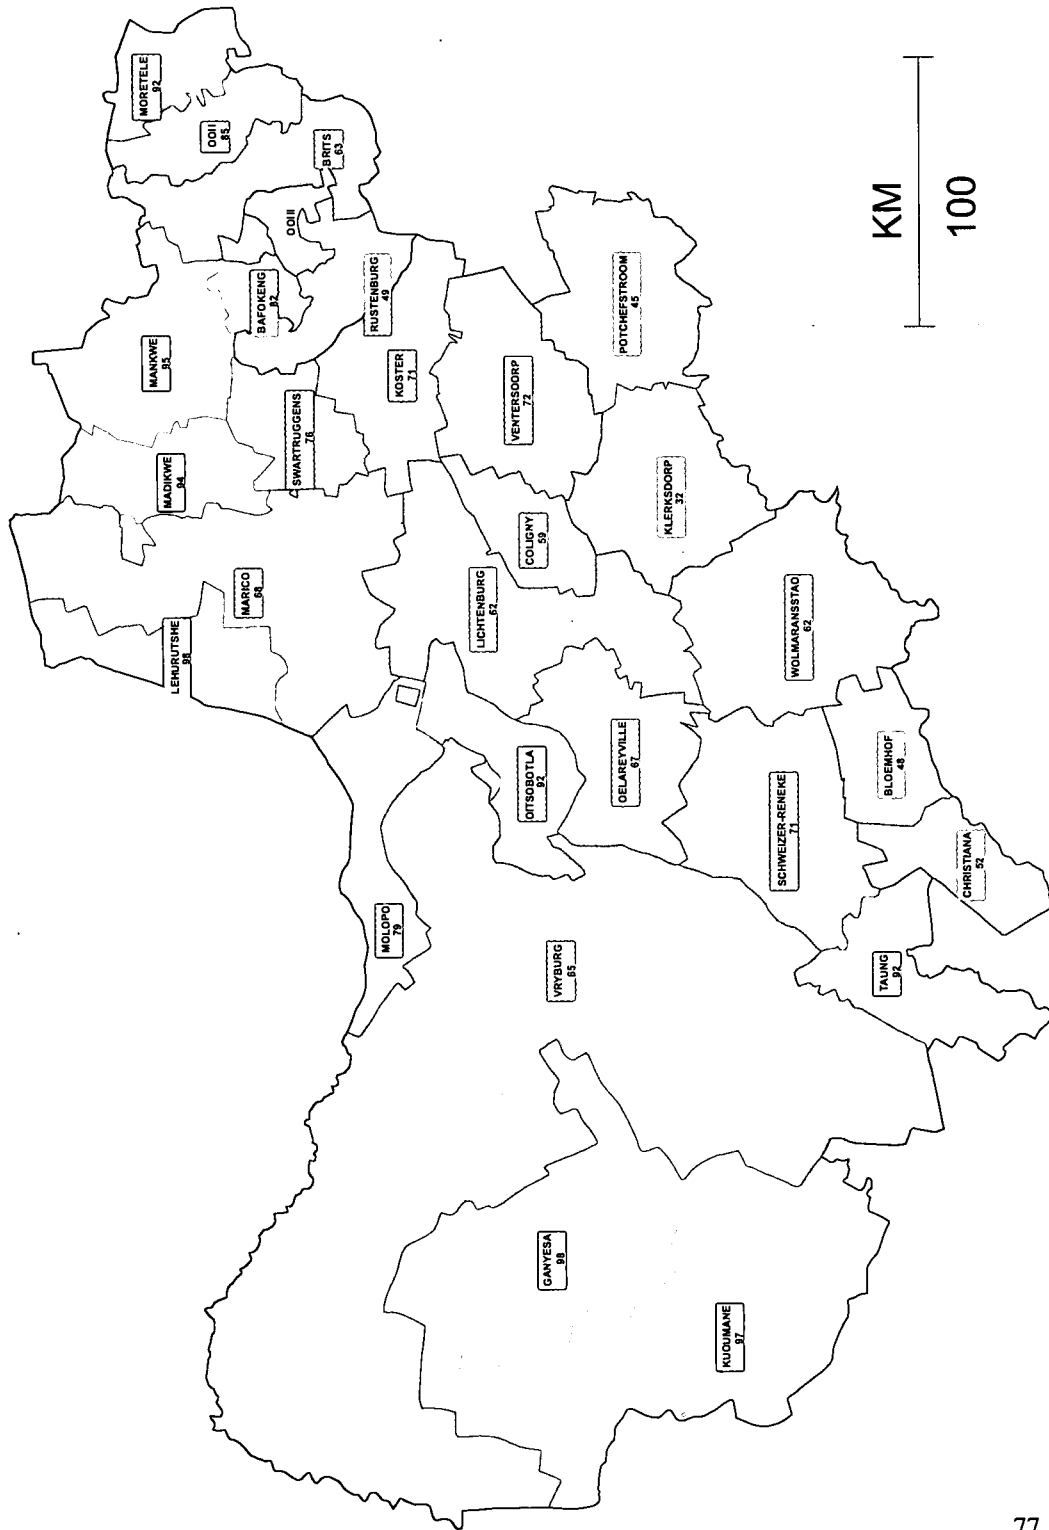 MORETELE
92
ODII
85
BRITS
63
ODIII
BAFOKENG
82
RUSTENBURG
49
MANKWE
95
KOSTER
71
SWARTRUGGENS
76
MADIKWE
94
VENTERSDORP
72
POTCHEFSTROOM
45
MARICO
68
LEHURUTSHE
98
LICHTENBURG
62
COLIGNY
59
KLERKSDORP
32
WOLMARANSSTAD
62
DITSOBOTLA
92
DELAREYVILLE
67
SCHWEIZER-RENEKE
71
BLOEMHOF
48
CHRISTIANA
52
MOLOPO
79
VRYBURG
65
TAUNG
92
GANYESA
98
KUDUMANE
97
KM
100
77